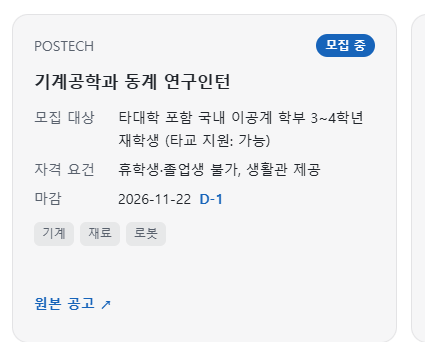 POSTECH
모집 중
기계공학과 동계 연구인턴
모집 대상 타대학 포함 국내 이공계 학부 3~4학년
재학생 (타교 지원: 가능)
자격 요건 휴학생·졸업생 불가, 생활관 제공
마감 2026-11-22 D-1
기계 재료 로봇
원본 공고 ↗